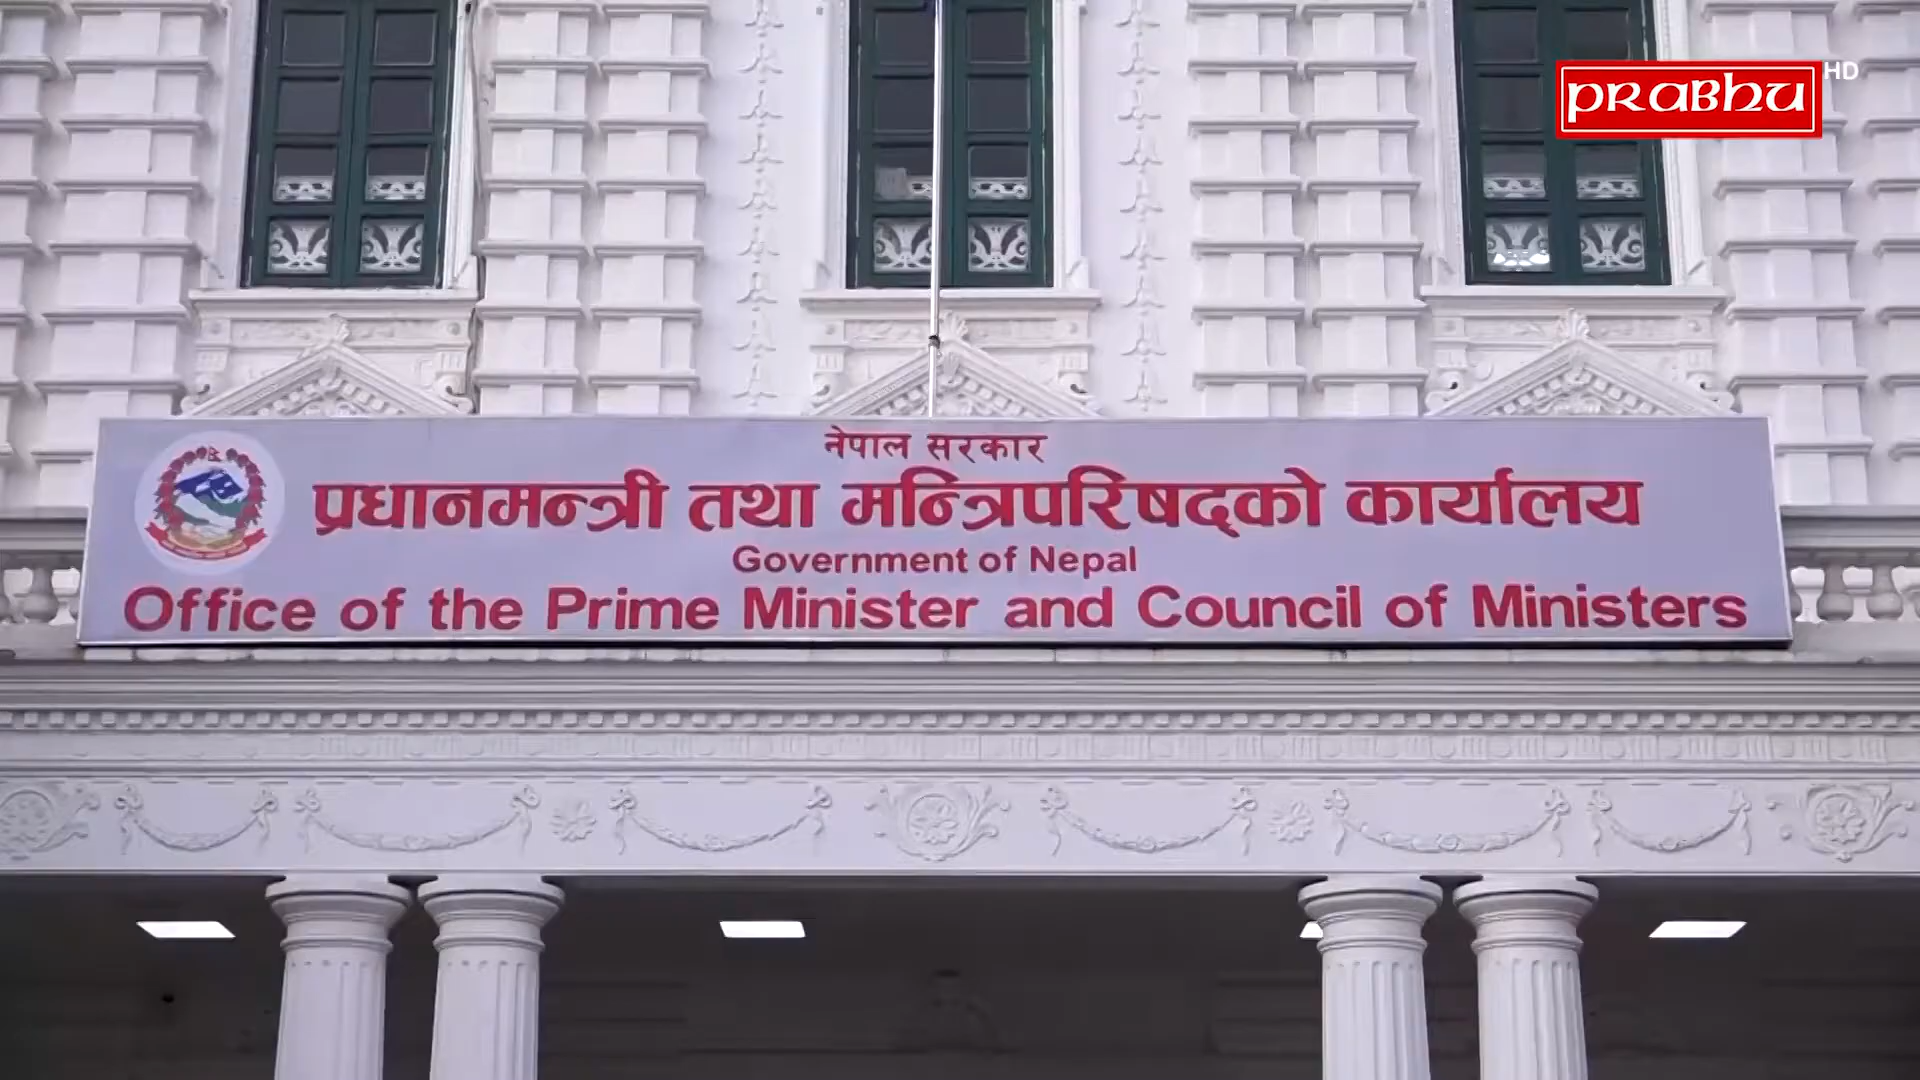 PRABHU HD
नेपाल सरकार
प्रधानमन्त्री तथा मन्त्रिपरिषद्को कार्यालय
Government of Nepal
Office of the Prime Minister and Council of Ministers